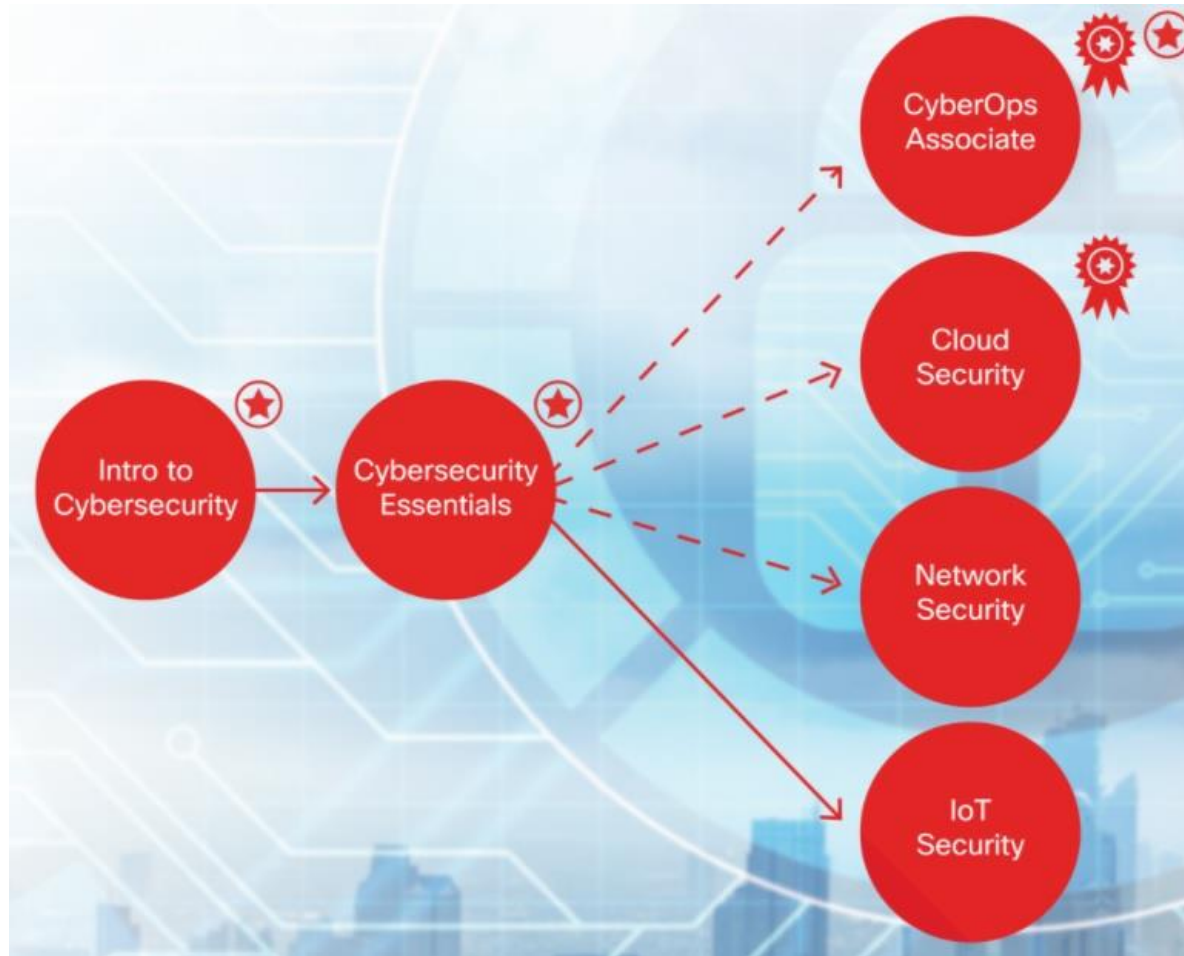 Intro to
Cybersecurity
Cybersecurity
Essentials
CyberOps
Associate
Cloud
Security
Network
Security
IoT
Security